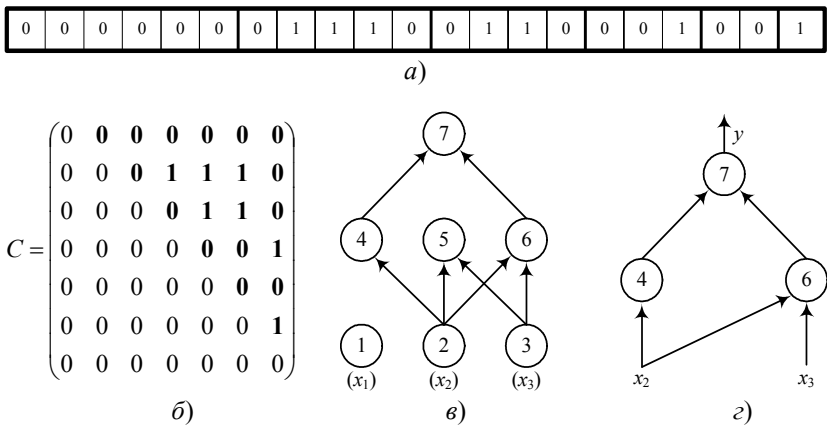 0 0 0 0 0 0 0 1 1 1 0 0 1 1 0 0 0 1 0 0 1
а)
0 0 0 0 0 0 0
0 0 0 1 1 1 0
0 0 0 0 1 1 0
C = 0 0 0 0 0 0 1
0 0 0 0 0 0 0
0 0 0 0 0 0 1
0 0 0 0 0 0 0
б)
7
4 5 6
1 2 3
(x1) (x2) (x3)
в)
y
7
4 6
x2 x3
г)